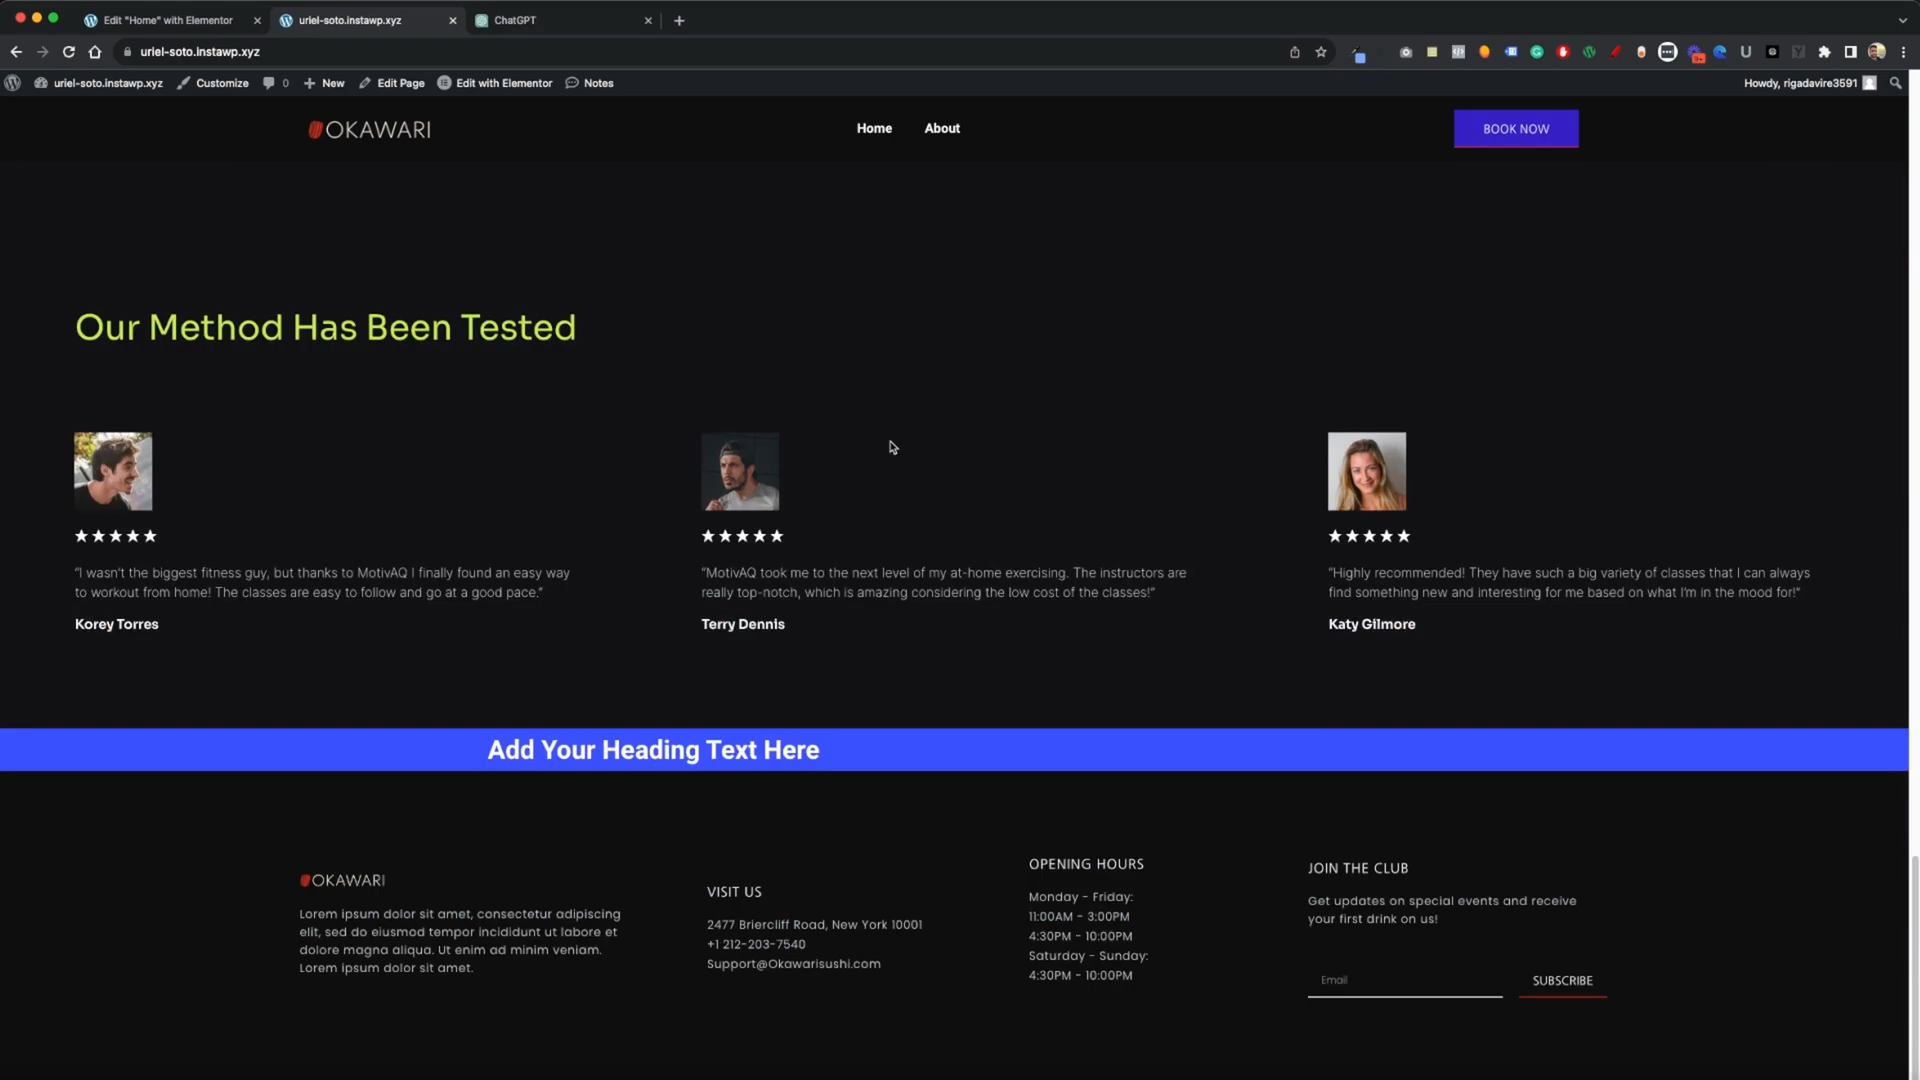 Edit "Home" with Elementor
uriel-soto.instawp.xyz
ChatGPT
uriel-soto.instawp.xyz
uriel-soto.instawp.xyz
Customize
0
New
Edit Page
Edit with Elementor
Notes
Howdy, rigadavire3591
OKAWARI
Home
About
BOOK NOW
Our Method Has Been Tested
“I wasn’t the biggest fitness guy, but thanks to MotivAQ I finally found an easy way
to workout from home! The classes are easy to follow and go at a good pace.”
Korey Torres
“MotivAQ took me to the next level of my at-home exercising. The instructors are
really top-notch, which is amazing considering the low cost of the classes!”
Terry Dennis
“Highly recommended! They have such a big variety of classes that I can always
find something new and interesting for me based on what I’m in the mood for!”
Katy Gilmore
Add Your Heading Text Here
OKAWARI
Lorem ipsum dolor sit amet, consectetur adipiscing
elit, sed do eiusmod tempor incididunt ut labore et
dolore magna aliqua. Ut enim ad minim veniam.
Lorem ipsum dolor sit amet.
VISIT US
2477 Briercliff Road, New York 10001
+1 212-203-7540
Support@Okawarisushi.com
OPENING HOURS
Monday - Friday:
11:00AM - 3:00PM
4:30PM - 10:00PM
Saturday - Sunday:
4:30PM - 10:00PM
JOIN THE CLUB
Get updates on special events and receive
your first drink on us!
Email
SUBSCRIBE